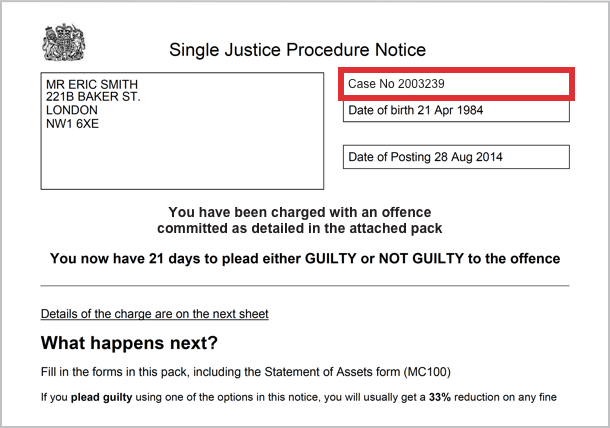 Single Justice Procedure Notice
MR ERIC SMITH
221B BAKER ST.
LONDON
NW1 6XE
Case No 2003239
Date of birth 21 Apr 1984
Date of Posting 28 Aug 2014
You have been charged with an offence
committed as detailed in the attached pack
You now have 21 days to plead either GUILTY or NOT GUILTY to the offence
Details of the charge are on the next sheet
What happens next?
Fill in the forms in this pack, including the Statement of Assets form (MC100)
If you plead guilty using one of the options in this notice, you will usually get a 33% reduction on any fine